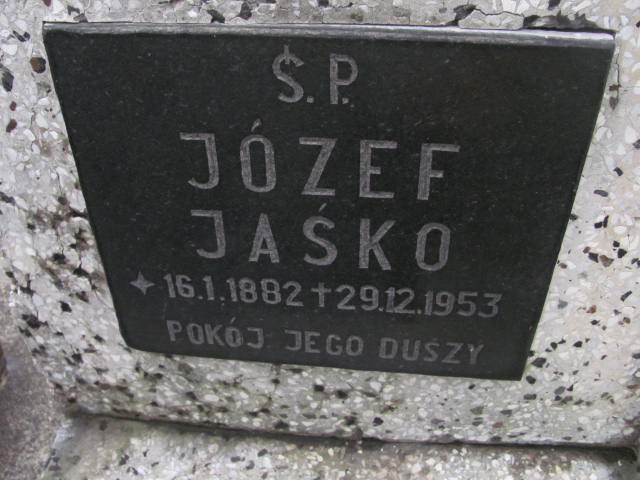 Ś.P.
JÓZEF
JAŚKO
✦ 16.1.1882 † 29.12.1953
POKÓJ JEGO DUSZY